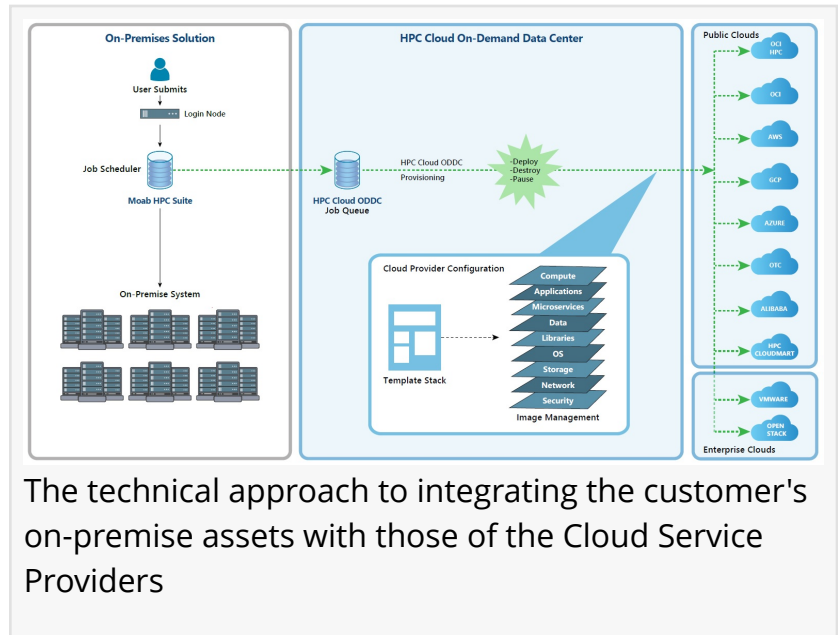 On-Premises Solution
User Submits
Login Node
Job Scheduler
Moab HPC Suite
On-Premise System
HPC Cloud On-Demand Data Center
HPC Cloud ODDC
Job Queue
HPC Cloud ODDC
Provisioning
-Deploy
-Destroy
-Pause
Cloud Provider Configuration
Template Stack
Compute
Applications
Microservices
Data
Libraries
OS
Storage
Network
Security
Image Management
Public Clouds
OCI
HPC
OCI
AWS
GCP
AZURE
OTC
ALIBABA
HPC
CLOUDMART
VMWARE
OPEN
STACK
Enterprise Clouds
The technical approach to integrating the customer's
on-premise assets with those of the Cloud Service
Providers